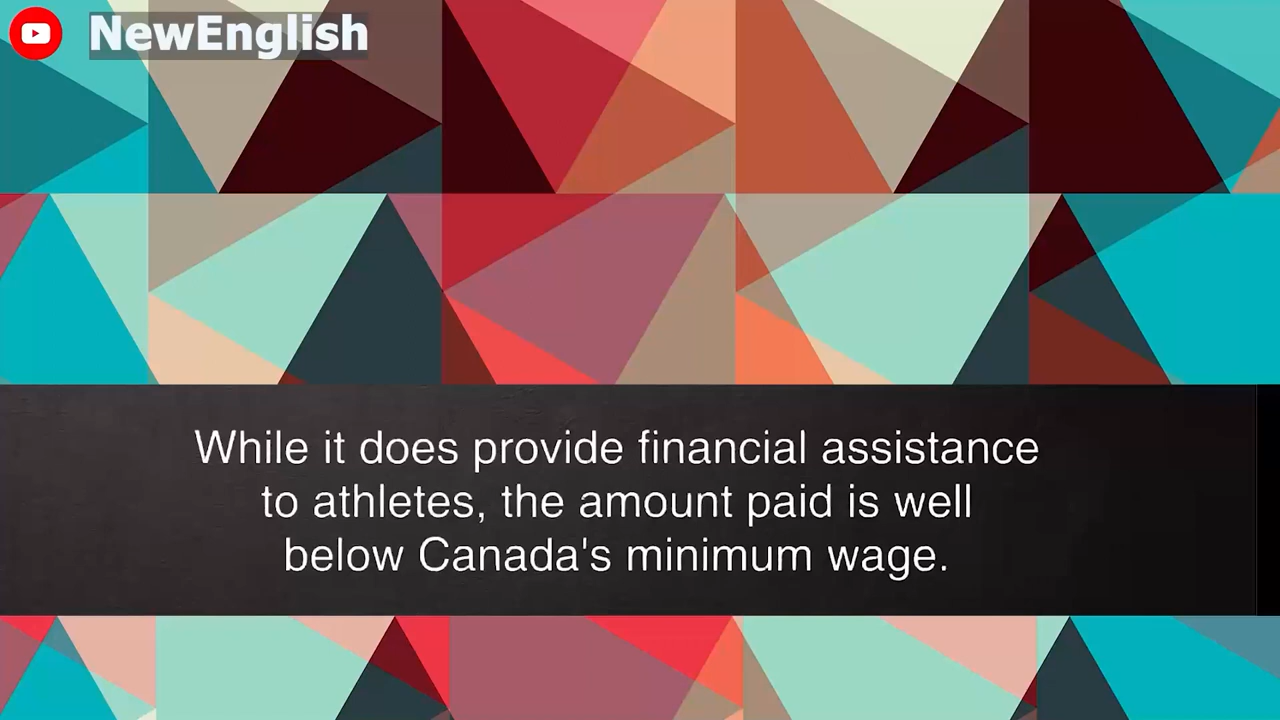 NewEnglish
While it does provide financial assistance
to athletes, the amount paid is well
below Canada's minimum wage.